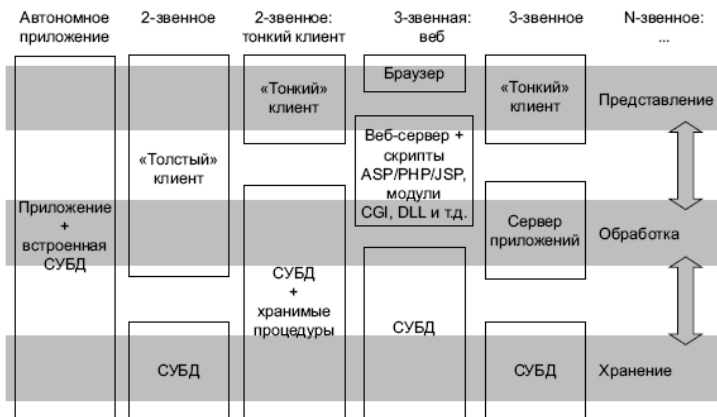 Автономное
приложение
2-звенное
2-звенное:
тонкий клиент
3-звенная:
веб
3-звенное
N-звенное:
...
Приложение
+
встроенная
СУБД
«Толстый»
клиент
СУБД
«Тонкий»
клиент
СУБД
+
хранимые
процедуры
Браузер
Веб-сервер +
скрипты
ASP/PHP/JSP,
модули
CGI, DLL и т.д.
СУБД
«Тонкий»
клиент
Сервер
приложений
СУБД
Представление
Обработка
Хранение